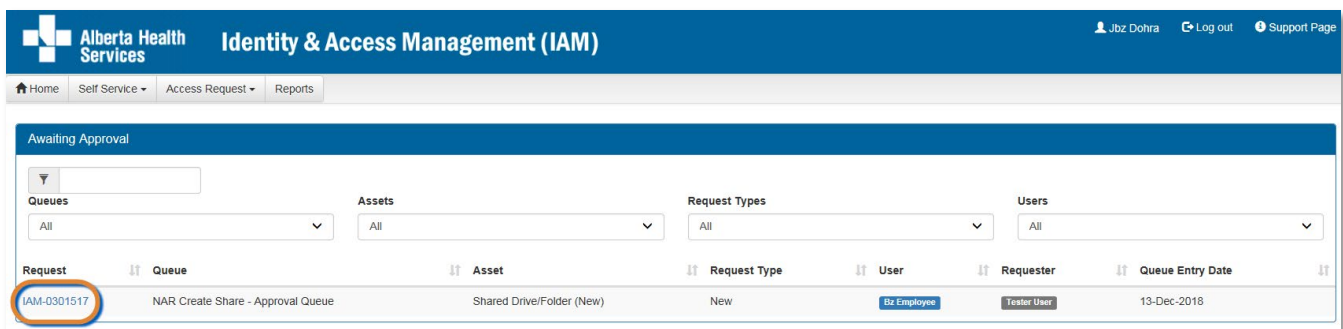 Alberta Health
Services
Identity & Access Management (IAM)
Jbz Dohra Log out Support Page
Home Self Service Access Request Reports
Awaiting Approval
Queues Assets Request Types Users
All All All All
Request Queue Asset Request Type User Requester Queue Entry Date
IAM-0301517 NAR Create Share - Approval Queue Shared Drive/Folder (New) New Bz Employee Tester User 13-Dec-2018